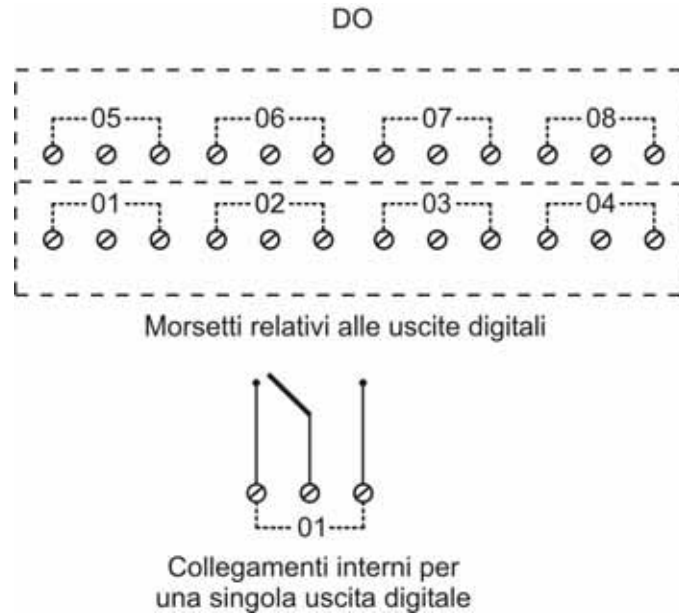 DO
05 06 07 08
01 02 03 04
Morsetti relativi alle uscite digitali
01
Collegamenti interni per
una singola uscita digitale